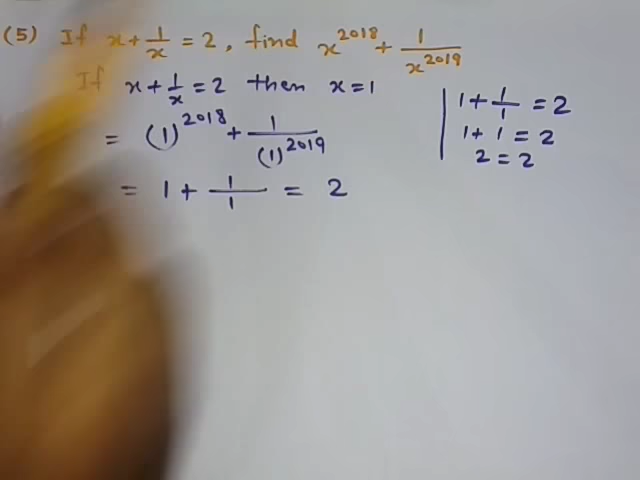 (5) If x + 1/x = 2, find x^2018 + 1/x^2019
If x + 1/x = 2 then x = 1
= (1)^2018 + 1/(1)^2019
= 1 + 1/1 = 2
1 + 1/1 = 2
1 + 1 = 2
2 = 2